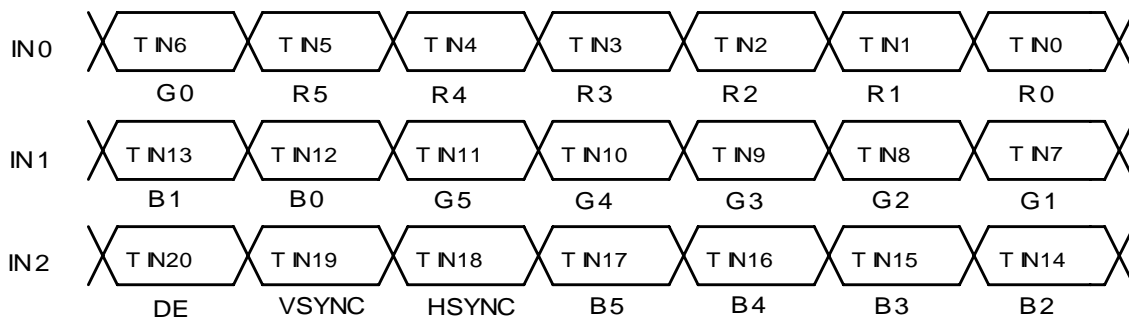 IN0 TIN6 TIN5 TIN4 TIN3 TIN2 TIN1 TIN0
G0 R5 R4 R3 R2 R1 R0
IN1 TIN13 TIN12 TIN11 TIN10 TIN9 TIN8 TIN7
B1 B0 G5 G4 G3 G2 G1
IN2 TIN20 TIN19 TIN18 TIN17 TIN16 TIN15 TIN14
DE VSYNC HSYNC B5 B4 B3 B2